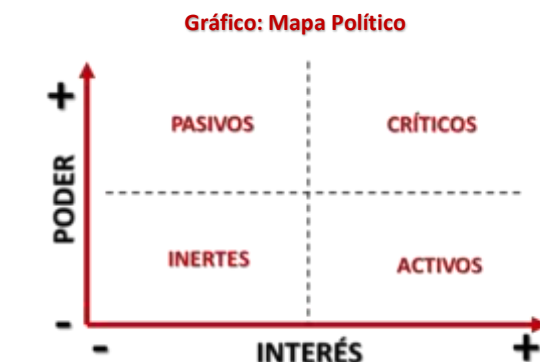 Gráfico: Mapa Político
+
PASIVOS
CRÍTICOS
PODER
INERTES
ACTIVOS
-
-
INTERÉS
+